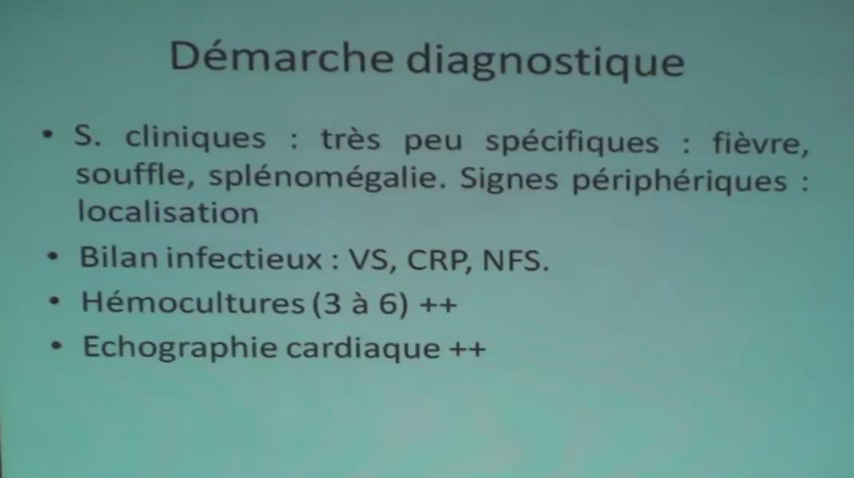 Démarche diagnostique
• S. cliniques : très peu spécifiques : fièvre,
souffle, splénomégalie. Signes périphériques :
localisation
• Bilan infectieux : VS, CRP, NFS.
• Hémocultures (3 à 6) ++
• Echographie cardiaque ++